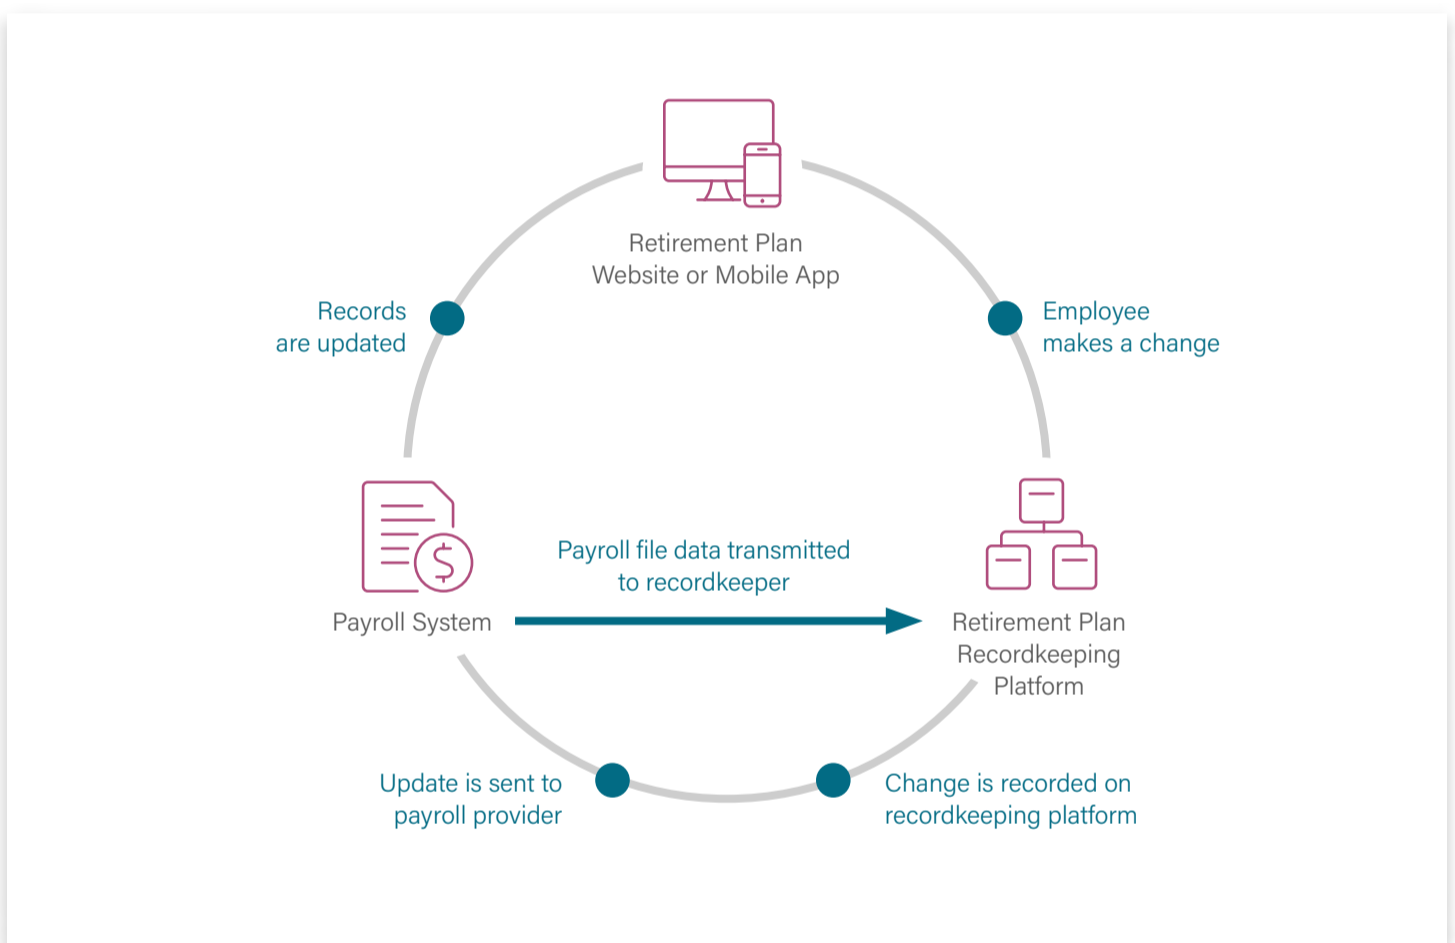 Retirement Plan
Website or Mobile App
Records
are updated
Employee
makes a change
Payroll file data transmitted
to recordkeeper
$
Payroll System
Retirement Plan
Recordkeeping
Platform
Update is sent to
payroll provider
Change is recorded on
recordkeeping platform